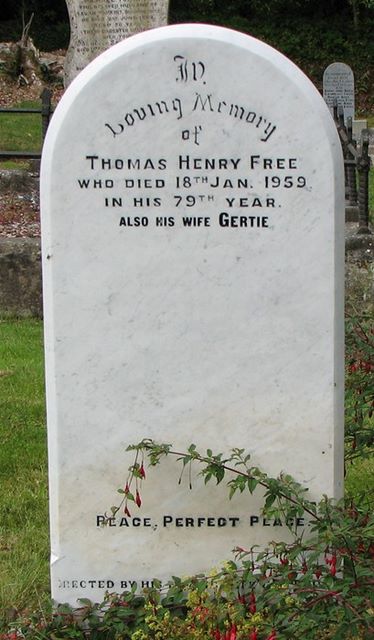 In
Loving Memory
of
THOMAS HENRY FREE
WHO DIED 18TH JAN. 1959
IN HIS 79TH YEAR.
ALSO HIS WIFE GERTIE
PEACE, PERFECT PEACE
ERECTED BY HIS